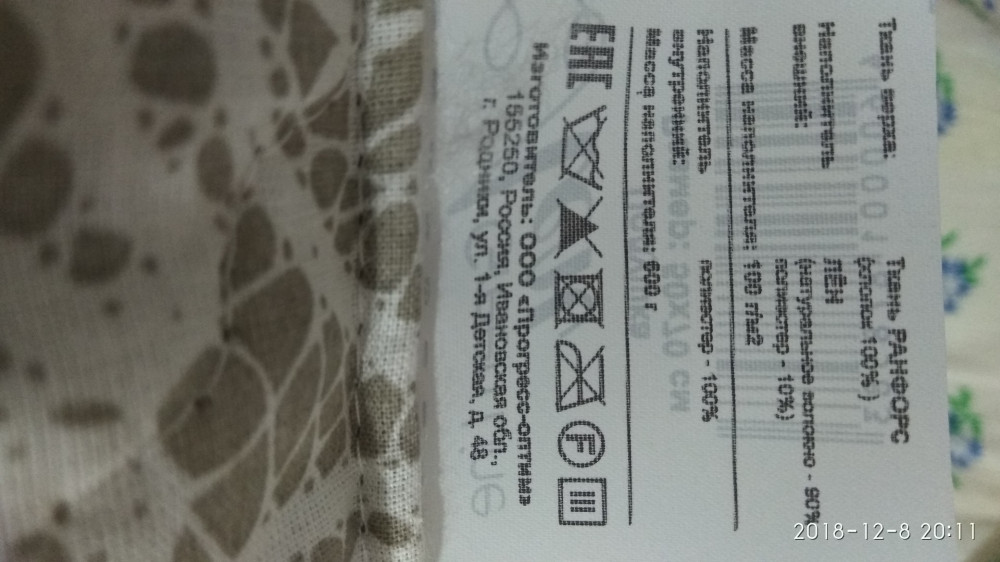 Ткань верха: Ткань РАНФОРС
(хлопок 100%)
Наполнитель ЛЁН
внешний: (натуральное волокно - 90%
полиэстер - 10%)
Масса наполнителя: 100 г/м2
Наполнитель полиэстер - 100%
внутренний:
Масса наполнителя: 600 г
EAC
F
Изготовитель: ООО «Прогресс-оптим»
155250, Россия, Ивановская обл.,
г. Родники, ул. 1-я Детская, д. 48
2018-12-8 20:11